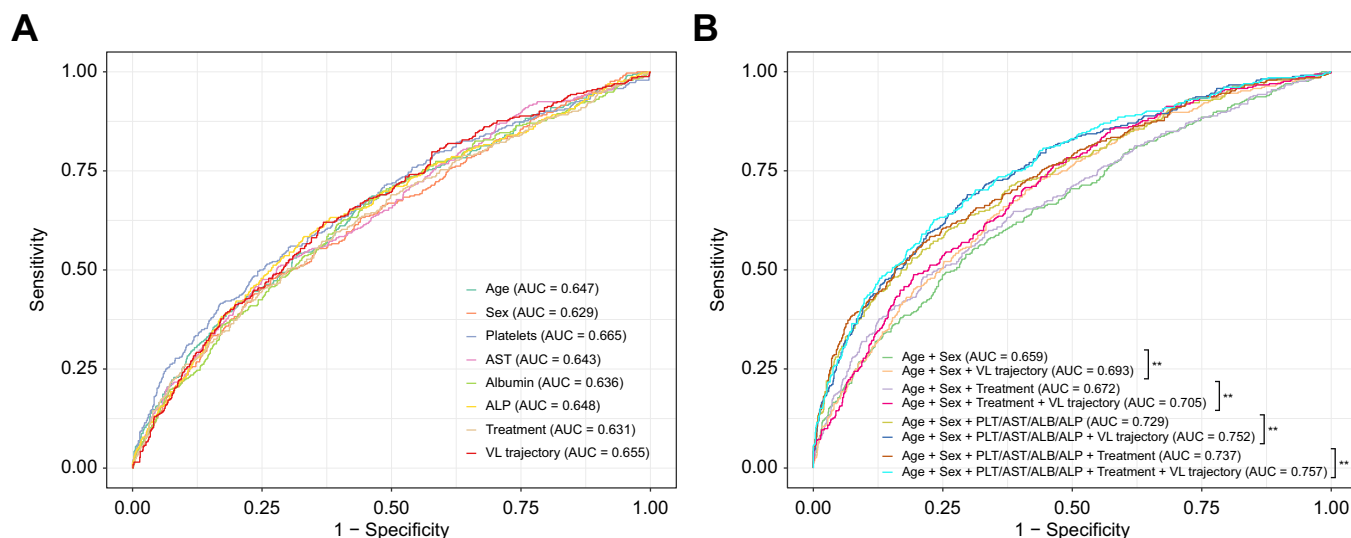 A
1.00
0.75
0.50
0.25
0.00
Sensitivity
Age (AUC = 0.647)
Sex (AUC = 0.629)
Platelets (AUC = 0.665)
AST (AUC = 0.643)
Albumin (AUC = 0.636)
ALP (AUC = 0.648)
Treatment (AUC = 0.631)
VL trajectory (AUC = 0.655)
0.00 0.25 0.50 0.75 1.00
1 − Specificity
B
1.00
0.75
0.50
0.25
0.00
Sensitivity
Age + Sex (AUC = 0.659)
Age + Sex + VL trajectory (AUC = 0.693)
**
Age + Sex + Treatment (AUC = 0.672)
Age + Sex + Treatment + VL trajectory (AUC = 0.705)
**
Age + Sex + PLT/AST/ALB/ALP (AUC = 0.729)
Age + Sex + PLT/AST/ALB/ALP + VL trajectory (AUC = 0.752)
**
Age + Sex + PLT/AST/ALB/ALP + Treatment (AUC = 0.737)
Age + Sex + PLT/AST/ALB/ALP + Treatment + VL trajectory (AUC = 0.757)
**
0.00 0.25 0.50 0.75 1.00
1 − Specificity